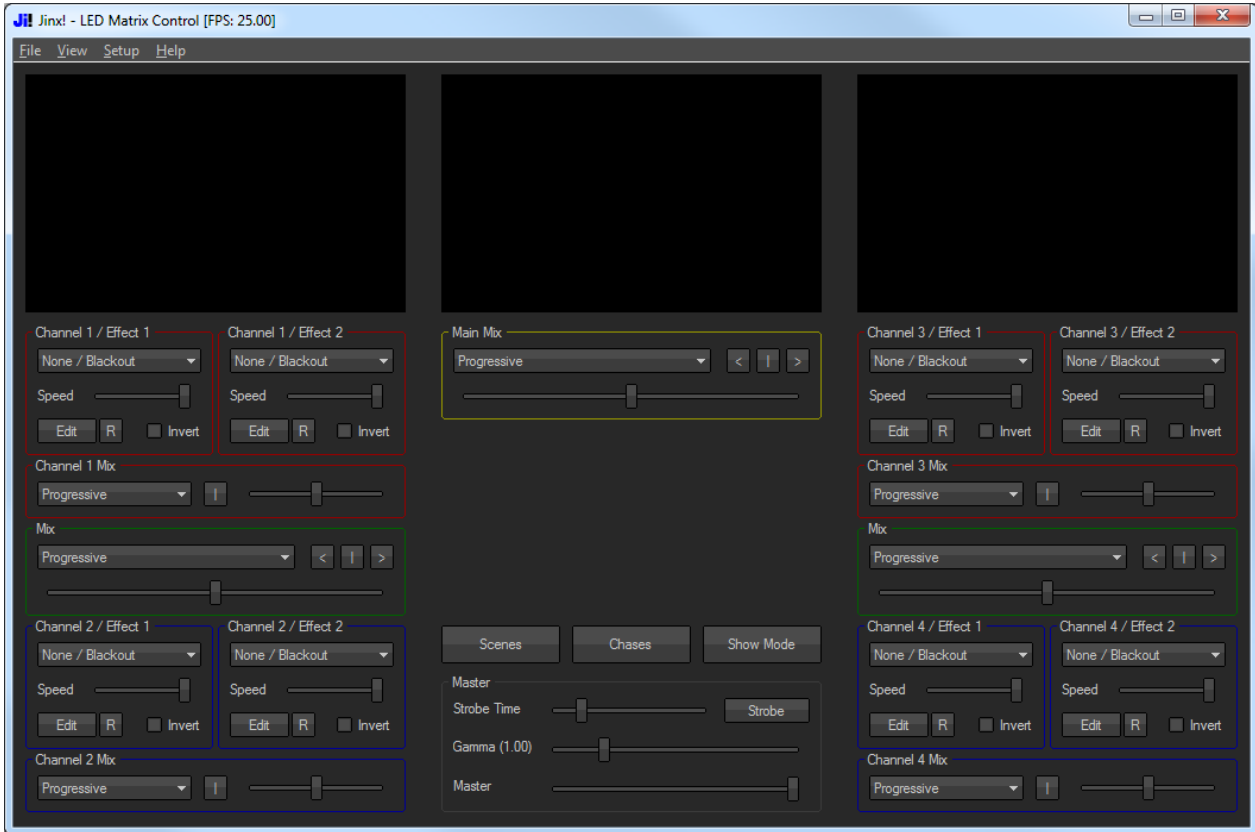 Ji! Jinx! - LED Matrix Control [FPS: 25.00]
File View Setup Help
Channel 1 / Effect 1
None / Blackout
Speed
Edit R Invert
Channel 1 / Effect 2
None / Blackout
Speed
Edit R Invert
Channel 1 Mix
Progressive |
Mix
Progressive < | >
Channel 2 / Effect 1
None / Blackout
Speed
Edit R Invert
Channel 2 / Effect 2
None / Blackout
Speed
Edit R Invert
Channel 2 Mix
Progressive |
Main Mix
Progressive < | >
Scenes Chases Show Mode
Master
Strobe Time Strobe
Gamma (1.00)
Master
Channel 3 / Effect 1
None / Blackout
Speed
Edit R Invert
Channel 3 / Effect 2
None / Blackout
Speed
Edit R Invert
Channel 3 Mix
Progressive |
Mix
Progressive < | >
Channel 4 / Effect 1
None / Blackout
Speed
Edit R Invert
Channel 4 / Effect 2
None / Blackout
Speed
Edit R Invert
Channel 4 Mix
Progressive |